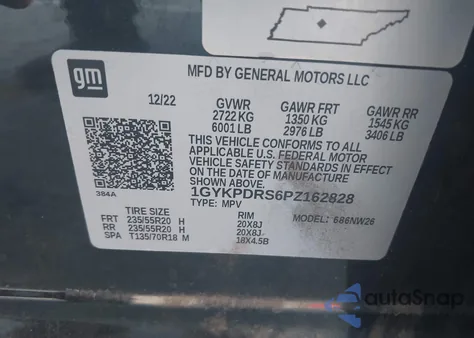 gm
MFD BY GENERAL MOTORS LLC
12/22 GVWR GAWR FRT GAWR RR
2722 KG 1350 KG 1545 KG
6001 LB 2976 LB 3406 LB
THIS VEHICLE CONFORMS TO ALL
APPLICABLE U.S. FEDERAL MOTOR
VEHICLE SAFETY STANDARDS IN
EFFECT ON THE DATE OF
MANUFACTURE SHOWN ABOVE.
384A
1GYKPDRS6PZ162828
TYPE: MPV MODEL: 686NW26
TIRE SIZE RIM
FRT 235/55R20 H 20X8J
RR 235/55R20 H 20X8J
SPA T135/70R18 M 18X4.5B
autoSnap